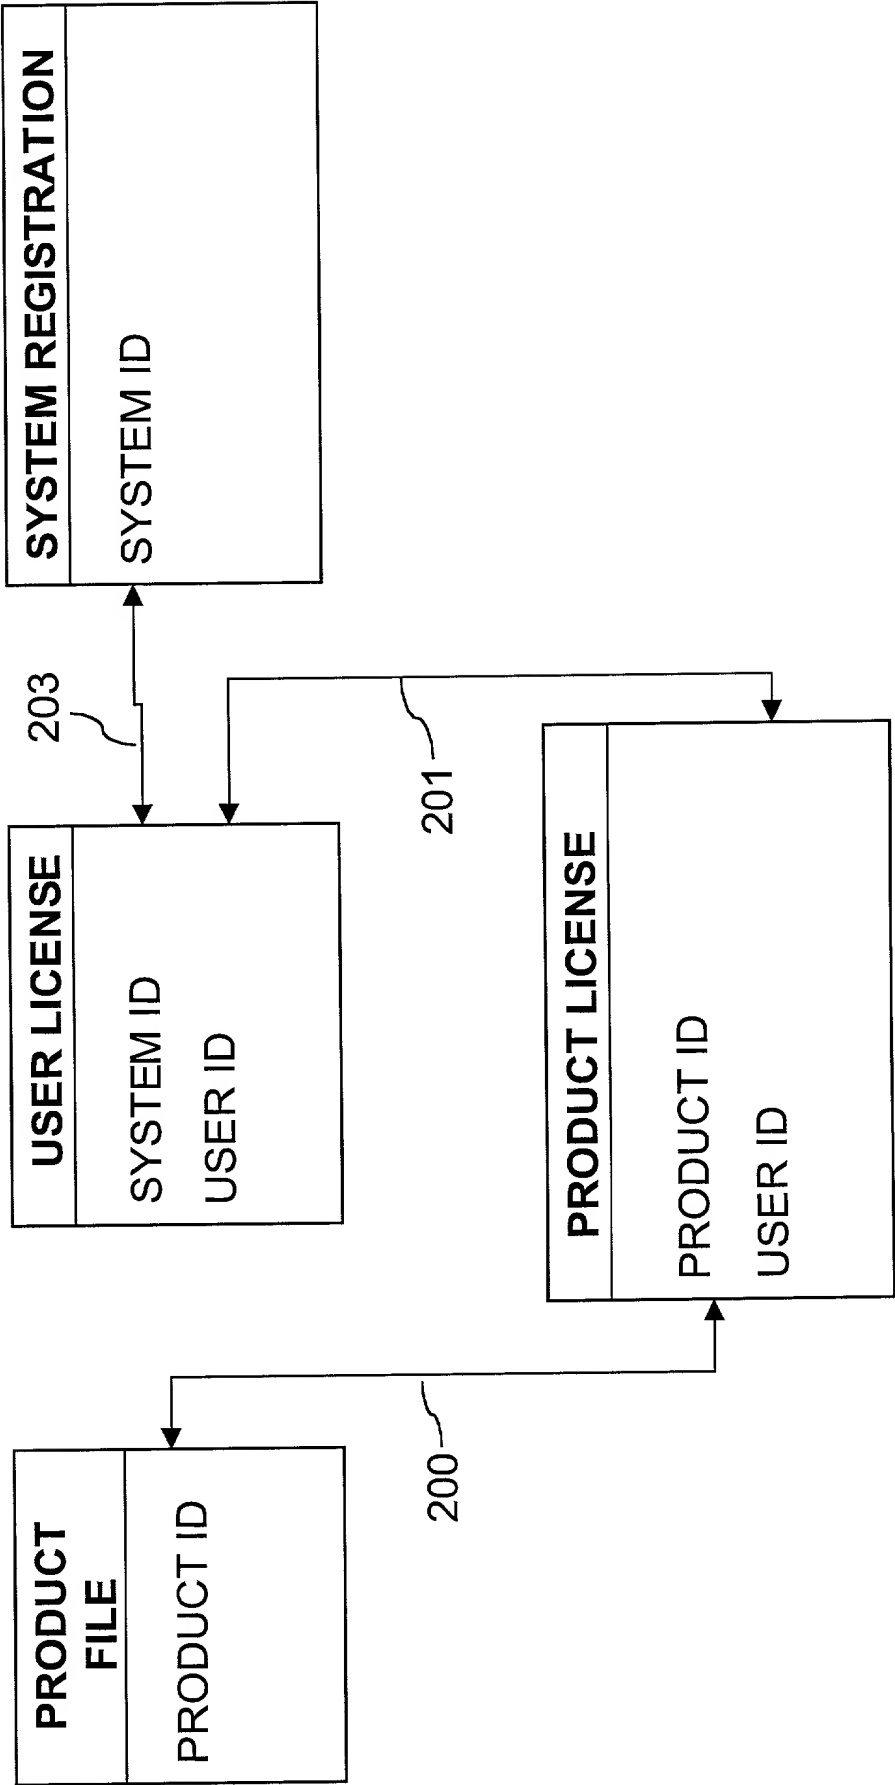 PRODUCT
FILE
PRODUCT ID
200
USER LICENSE
SYSTEM ID
USER ID
203
SYSTEM REGISTRATION
SYSTEM ID
201
PRODUCT LICENSE
PRODUCT ID
USER ID